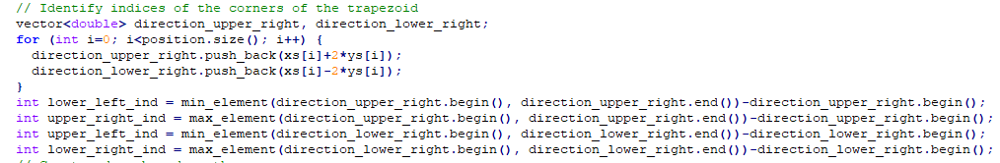 // Identify indices of the corners of the trapezoid
vector<double> direction_upper_right, direction_lower_right;
for (int i=0; i<position.size(); i++) {
  direction_upper_right.push_back(xs[i]+2*ys[i]);
  direction_lower_right.push_back(xs[i]-2*ys[i]);
}
int lower_left_ind = min_element(direction_upper_right.begin(), direction_upper_right.end())-direction_upper_right.begin();
int upper_right_ind = max_element(direction_upper_right.begin(), direction_upper_right.end())-direction_upper_right.begin();
int upper_left_ind = min_element(direction_lower_right.begin(), direction_lower_right.end())-direction_lower_right.begin();
int lower_right_ind = max_element(direction_lower_right.begin(), direction_lower_right.end())-direction_lower_right.begin();